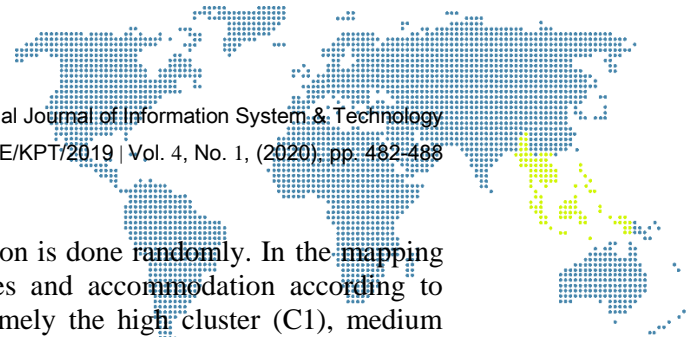 al Journal of Information System & Technology
E/KPT/2019 | Vol. 4, No. 1, (2020), pp. 482-488
on is done randomly. In the mapping
es and accommodation according to
mely the high cluster (C1), medium